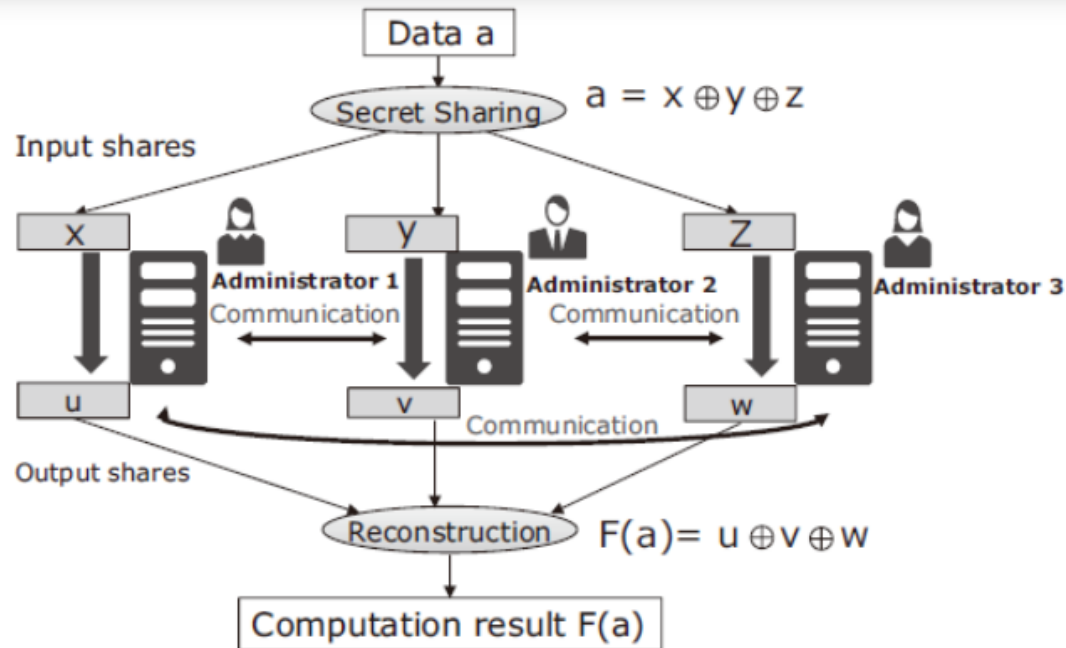 Data a
Secret Sharing
a = x ⊕ y ⊕ z
Input shares
x
y
Z
Administrator 1
Administrator 2
Administrator 3
Communication
Communication
u
v
w
Communication
Output shares
Reconstruction
F(a)= u ⊕ v ⊕ w
Computation result F(a)